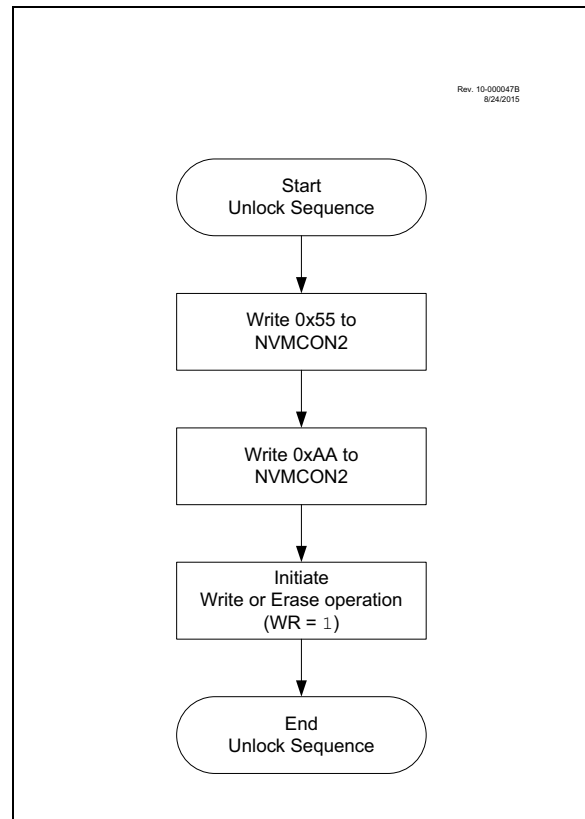 Rev. 10-000047B
8/24/2015
Start
Unlock Sequence
Write 0x55 to
NVMCON2
Write 0xAA to
NVMCON2
Initiate
Write or Erase operation
(WR = 1)
End
Unlock Sequence